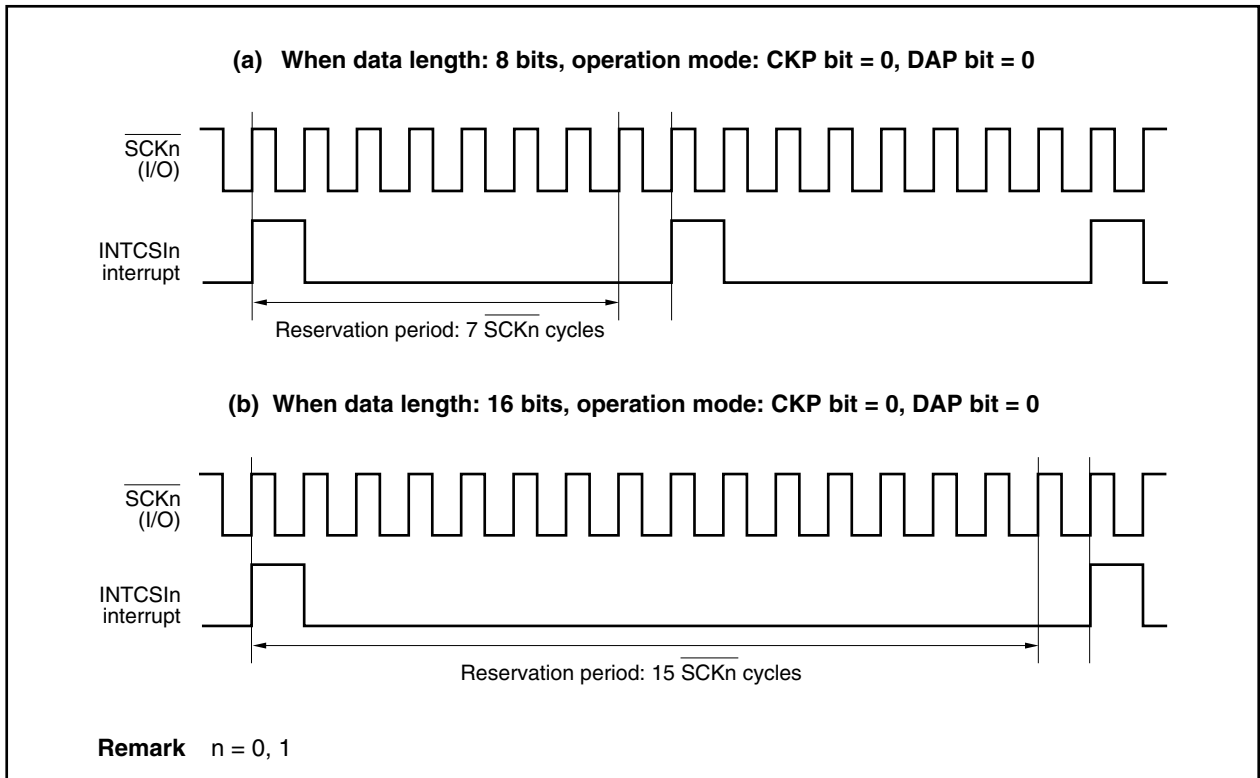 (a) When data length: 8 bits, operation mode: CKP bit = 0, DAP bit = 0
SCKn
(I/O)
INTCSIn
interrupt
Reservation period: 7 SCKn cycles
(b) When data length: 16 bits, operation mode: CKP bit = 0, DAP bit = 0
SCKn
(I/O)
INTCSIn
interrupt
Reservation period: 15 SCKn cycles
Remark n = 0, 1